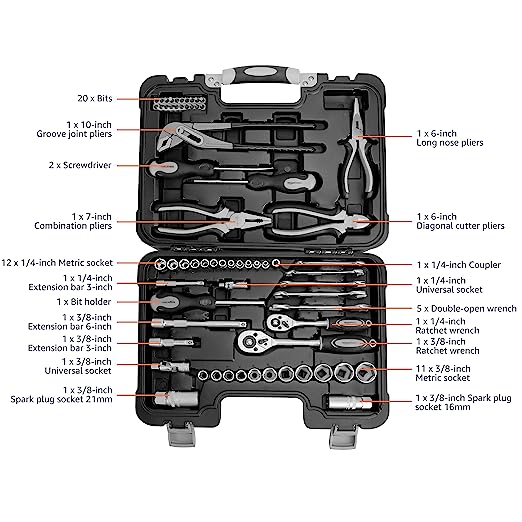 20 x Bits
1 x 10-inch
Groove joint pliers
2 x Screwdriver
1 x 7-inch
Combination pliers
12 x 1/4-inch Metric socket
1 x 1/4-inch
Extension bar 3-inch
1 x Bit holder
1 x 3/8-inch
Extension bar 6-inch
1 x 3/8-inch
Extension bar 3-inch
1 x 3/8-inch
Universal socket
1 x 3/8-inch
Spark plug socket 21mm
1 x 6-inch
Long nose pliers
1 x 6-inch
Diagonal cutter pliers
1 x 1/4-inch Coupler
1 x 1/4-inch
Universal socket
5 x Double-open wrench
1 x 1/4-inch
Ratchet wrench
1 x 3/8-inch
Ratchet wrench
11 x 3/8-inch
Metric socket
1 x 3/8-inch Spark plug
socket 16mm